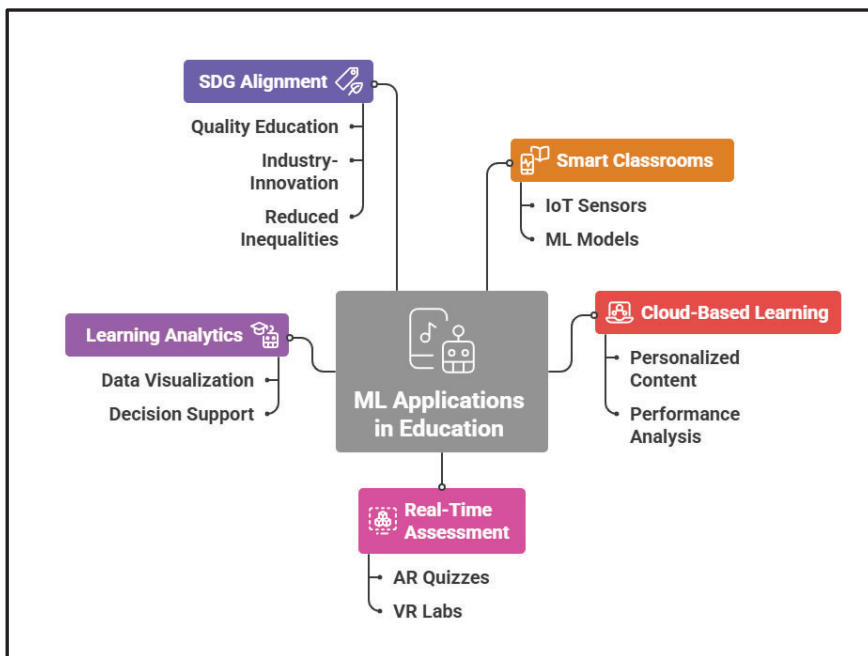 SDG Alignment
Quality Education
Industry-
Innovation
Reduced
Inequalities
Smart Classrooms
IoT Sensors
ML Models
Learning Analytics
Data Visualization
Decision Support
ML Applications
in Education
Cloud-Based Learning
Personalized
Content
Performance
Analysis
Real-Time
Assessment
AR Quizzes
VR Labs